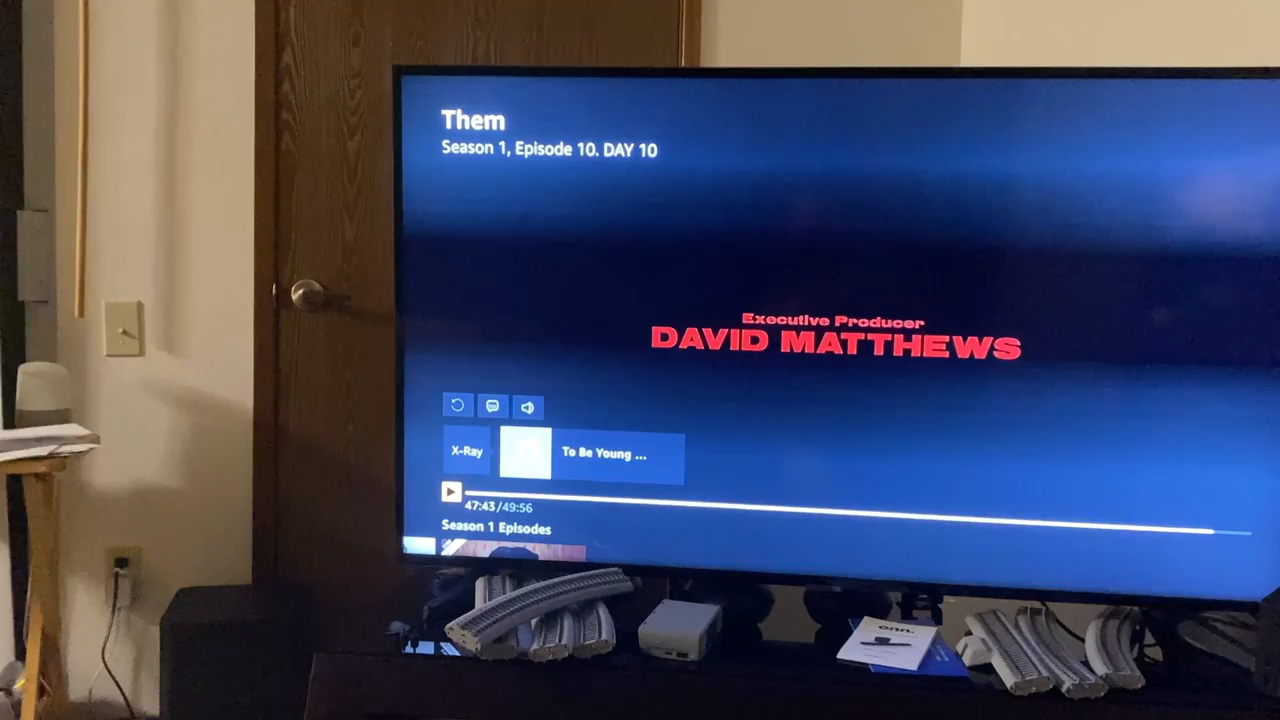 Them
Season 1, Episode 10. DAY 10
Executive Producer
DAVID MATTHEWS
X-Ray
To Be Young ...
47:43/49:56
Season 1 Episodes
onn.